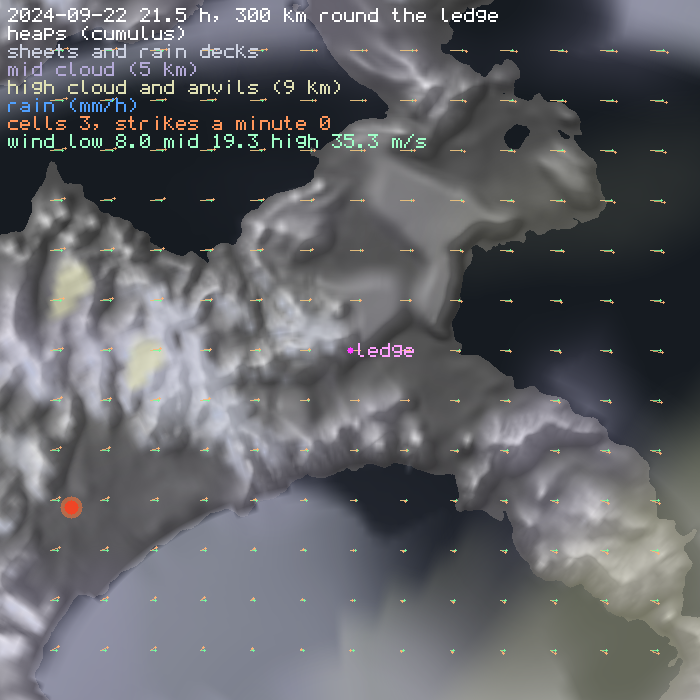 2024-09-22 21.5 h, 300 km round the ledge
heaps (cumulus)
sheets and rain decks
mid cloud (5 km)
high cloud and anvils (9 km)
rain (mm/h)
cells 3, strikes a minute 0
wind low 8.0 mid 19.3 high 35.3 m/s
ledge